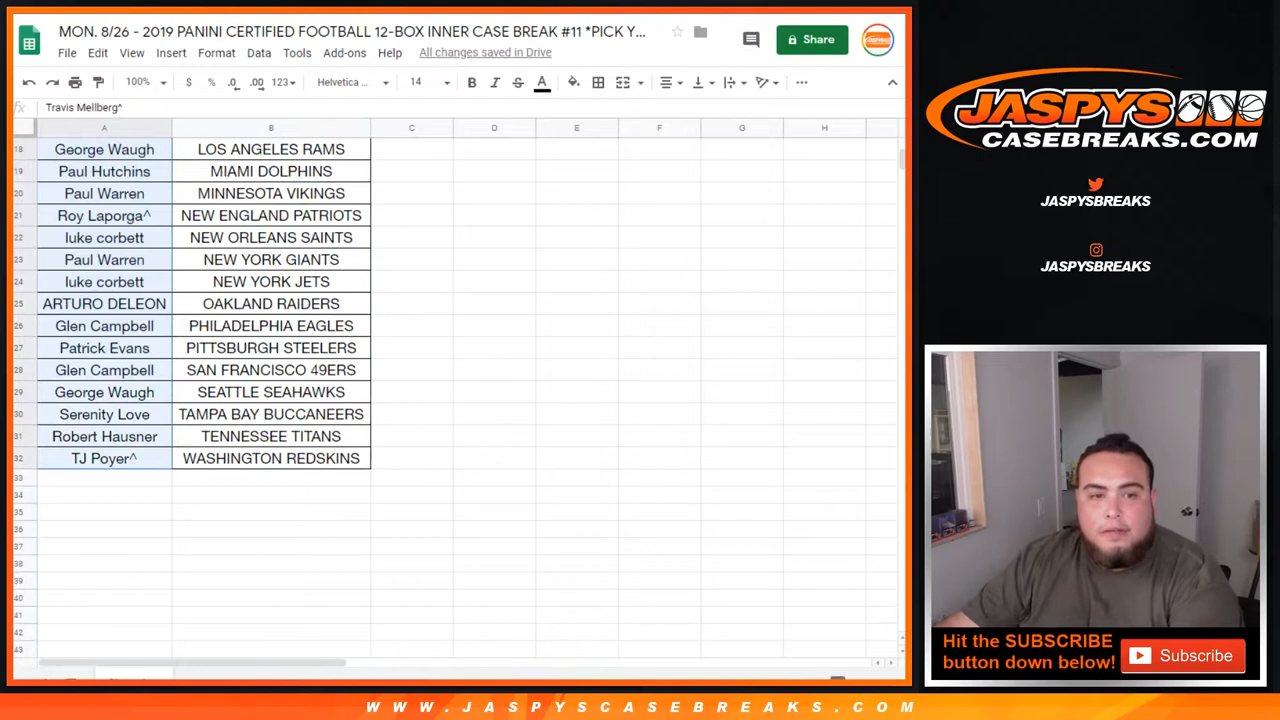 MON. 8/26 - 2019 PANINI CERTIFIED FOOTBALL 12-BOX INNER CASE BREAK #11 *PICK Y...
Share
File Edit View Insert Format Data Tools Add-ons Help All changes saved in Drive
100% $ % .0 .00 123 Helvetica ... 14 B I S A
fx Travis Mellberg^
A B C D E F G H
18 George Waugh LOS ANGELES RAMS
19 Paul Hutchins MIAMI DOLPHINS
20 Paul Warren MINNESOTA VIKINGS
21 Roy Laporga^ NEW ENGLAND PATRIOTS
22 luke corbett NEW ORLEANS SAINTS
23 Paul Warren NEW YORK GIANTS
24 luke corbett NEW YORK JETS
25 ARTURO DELEON OAKLAND RAIDERS
26 Glen Campbell PHILADELPHIA EAGLES
27 Patrick Evans PITTSBURGH STEELERS
28 Glen Campbell SAN FRANCISCO 49ERS
29 George Waugh SEATTLE SEAHAWKS
30 Serenity Love TAMPA BAY BUCCANEERS
31 Robert Hausner TENNESSEE TITANS
32 TJ Poyer^ WASHINGTON REDSKINS
33
34
35
36
37
38
39
40
41
42
43
JASPYS
CASEBREAKS.COM
JASPYSBREAKS
JASPYSBREAKS
Hit the SUBSCRIBE
button down below!
Subscribe
WWW.JASPYSCASEBREAKS.COM